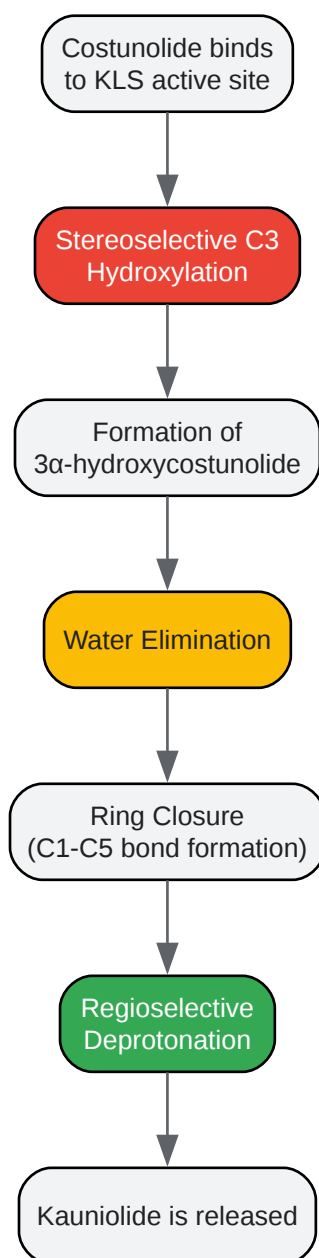 Costunolide binds
to KLS active site
Stereoselective C3
Hydroxylation
Formation of
3α-hydroxycostunolide
Water Elimination
Ring Closure
(C1-C5 bond formation)
Regioselective
Deprotonation
Kauniolide is released